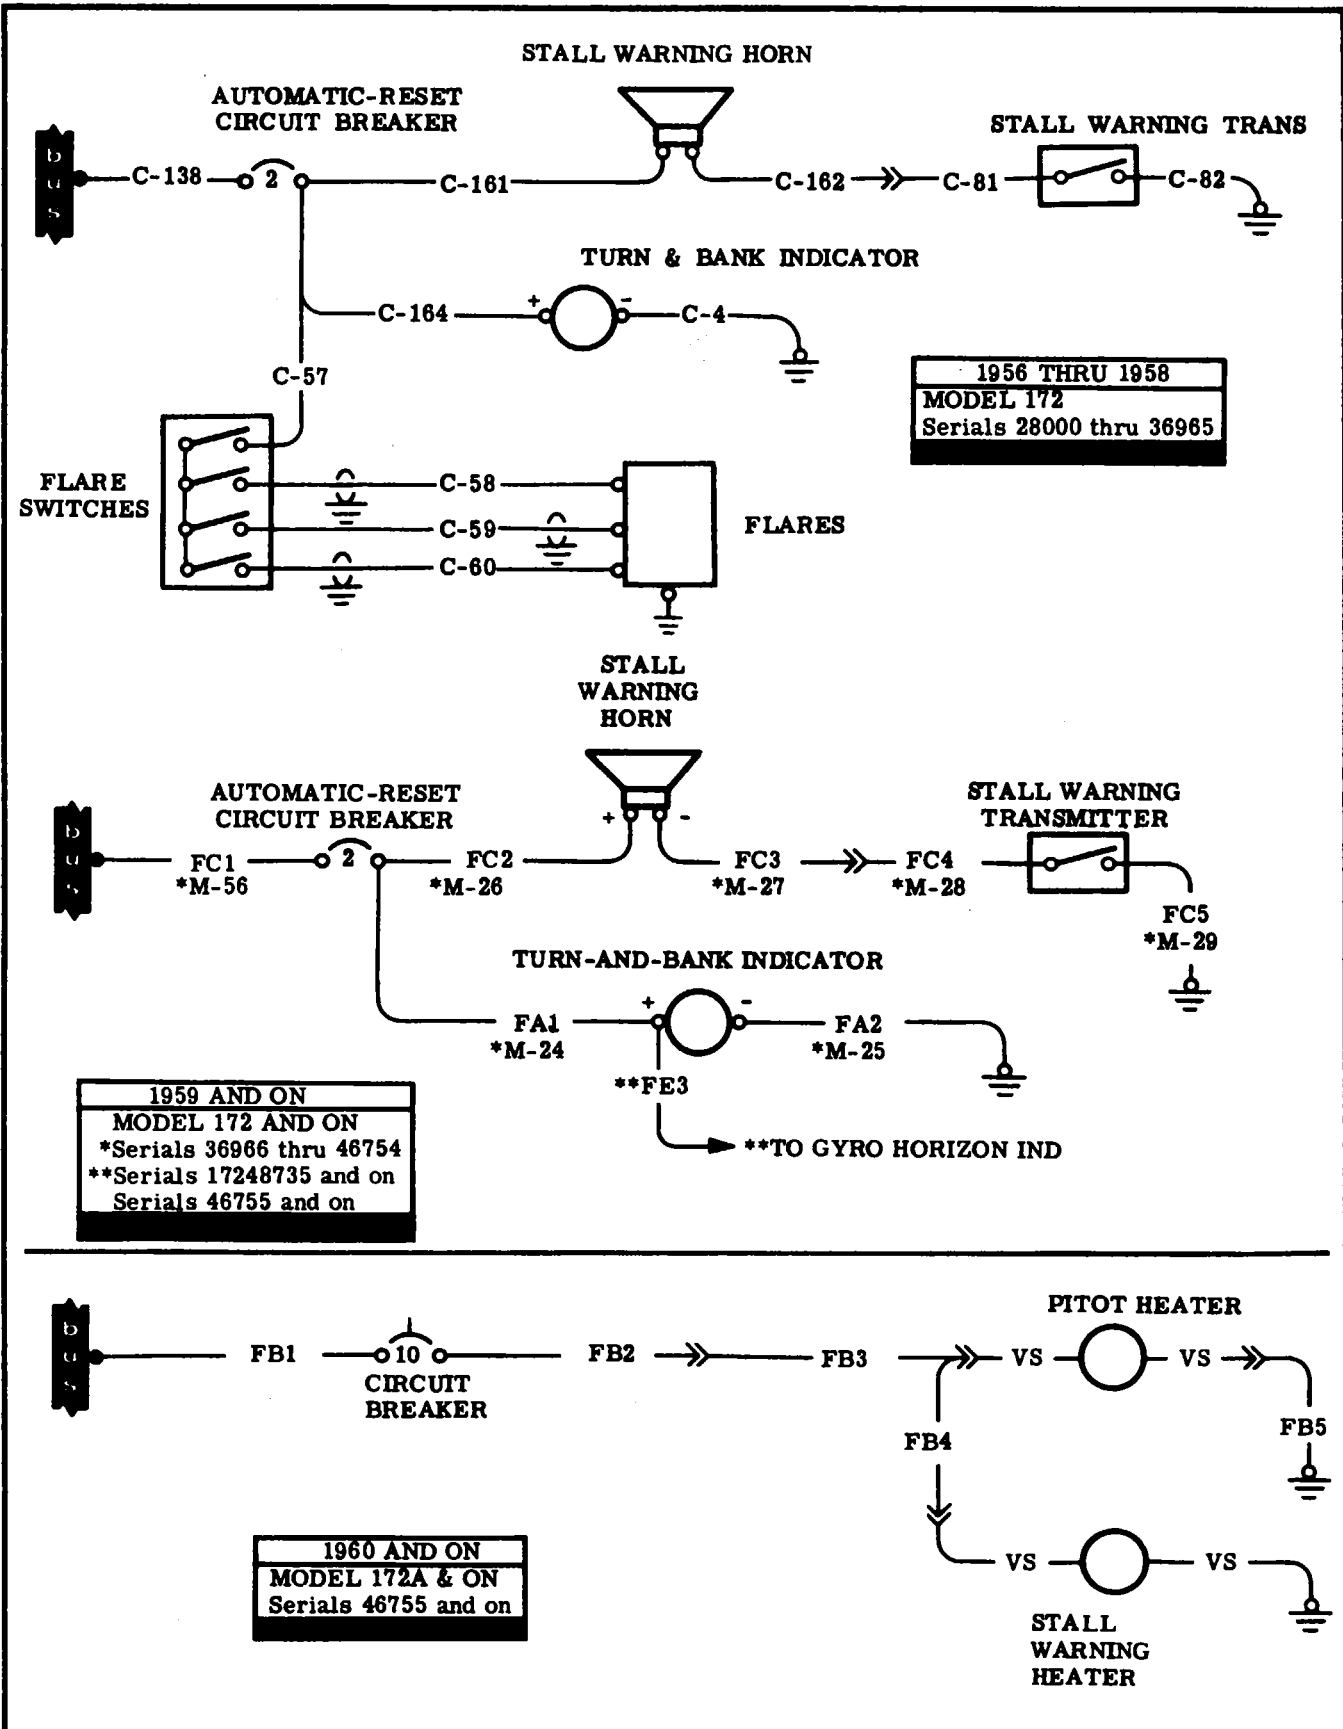 STALL WARNING HORN
AUTOMATIC-RESET
CIRCUIT BREAKER
STALL WARNING TRANS
bus
C-138
2
C-161
C-162
C-81
C-82
TURN & BANK INDICATOR
+
-
C-164
C-4
C-57
1956 THRU 1958
MODEL 172
Serials 28000 thru 36965
FLARE
SWITCHES
C-58
C-59
C-60
FLARES
STALL
WARNING
HORN
AUTOMATIC-RESET
CIRCUIT BREAKER
STALL WARNING
TRANSMITTER
+
-
bus
FC1
*M-56
2
FC2
*M-26
FC3
*M-27
FC4
*M-28
FC5
*M-29
TURN-AND-BANK INDICATOR
+
-
FA1
*M-24
FA2
*M-25
**FE3
**TO GYRO HORIZON IND
1959 AND ON
MODEL 172 AND ON
*Serials 36966 thru 46754
**Serials 17248735 and on
Serials 46755 and on
PITOT HEATER
bus
FB1
10
CIRCUIT
BREAKER
FB2
FB3
VS
VS
FB5
FB4
VS
VS
STALL
WARNING
HEATER
1960 AND ON
MODEL 172A & ON
Serials 46755 and on